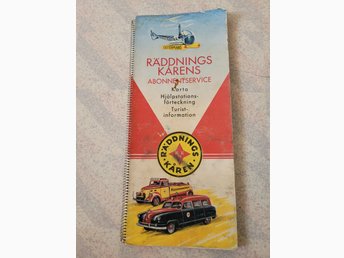 RÄDDNINGS
KÅRENS
ABONNENTSERVICE
Karta
Hjälpstations-
förteckning
Turist-
information
RÄDDNINGS
KÅREN